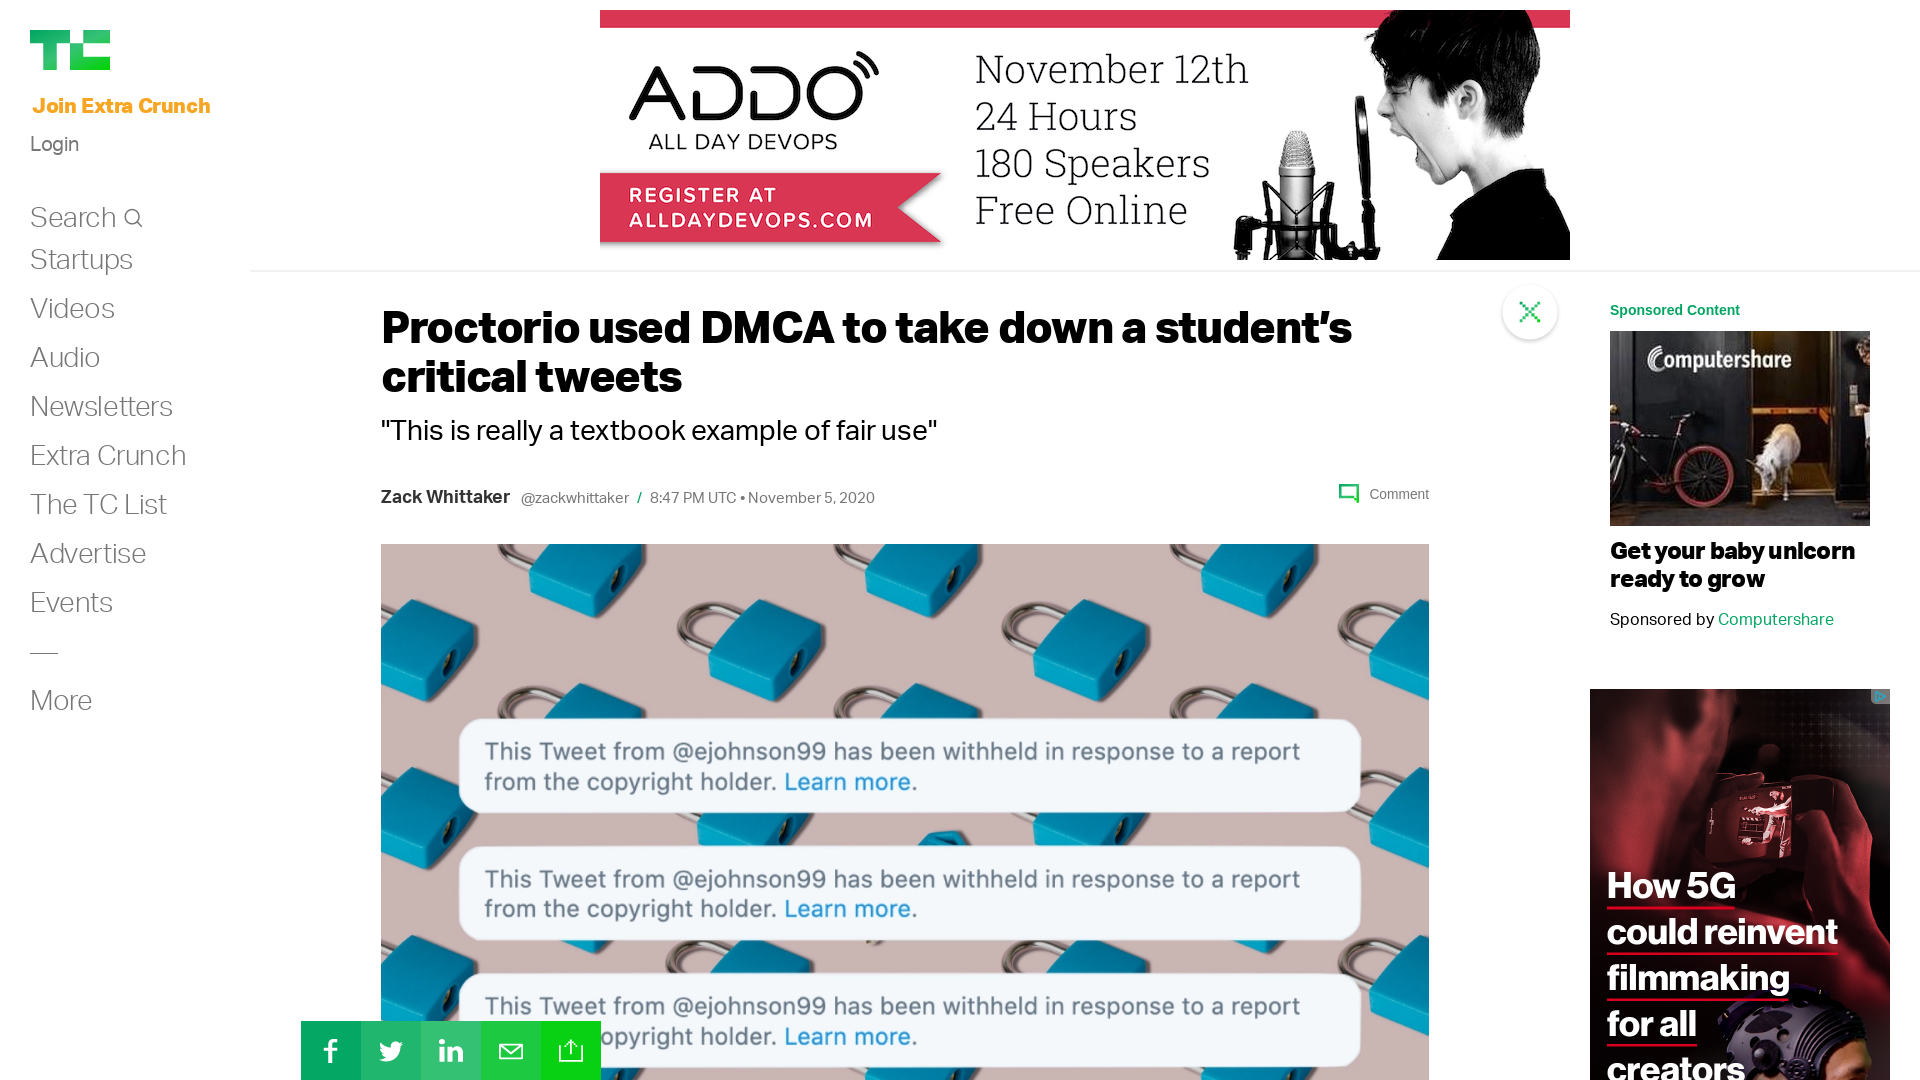 TC
Join Extra Crunch
Login
Search
Startups
Videos
Audio
Newsletters
Extra Crunch
The TC List
Advertise
Events
—
More
ADDO
ALL DAY DEVOPS
REGISTER AT
ALLDAYDEVOPS.COM
November 12th
24 Hours
180 Speakers
Free Online
Proctorio used DMCA to take down a student’s
critical tweets
"This is really a textbook example of fair use"
Zack Whittaker @zackwhittaker / 8:47 PM UTC • November 5, 2020
Comment
This Tweet from @ejohnson99 has been withheld in response to a report
from the copyright holder. Learn more.
This Tweet from @ejohnson99 has been withheld in response to a report
from the copyright holder. Learn more.
This Tweet from @ejohnson99 has been withheld in response to a report
opyright holder. Learn more.
Sponsored Content
Computershare
Get your baby unicorn
ready to grow
Sponsored by Computershare
How 5G
could reinvent
filmmaking
for all
creators